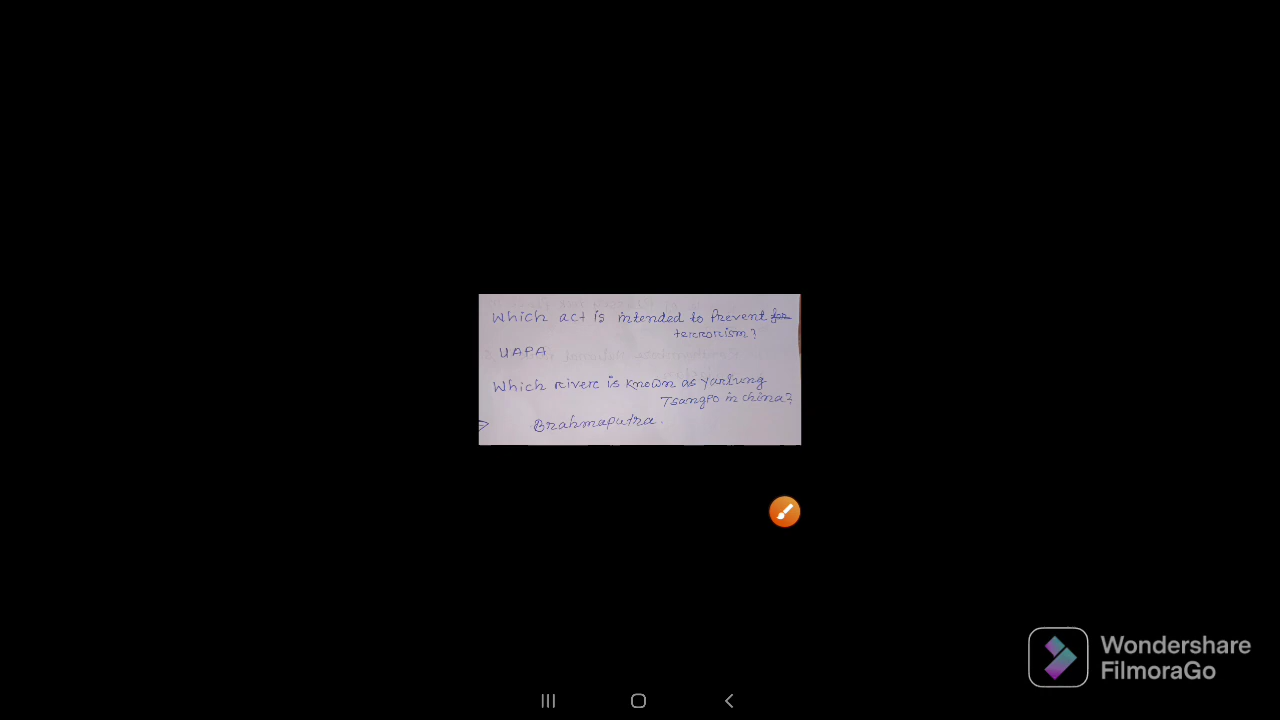 Which act is intended to Prevent for
terrorism?
UAPA
Which rivere is known as Yarlung
Tsangpo in china?
⇒ Brahmaputra.
Wondershare
FilmoraGo